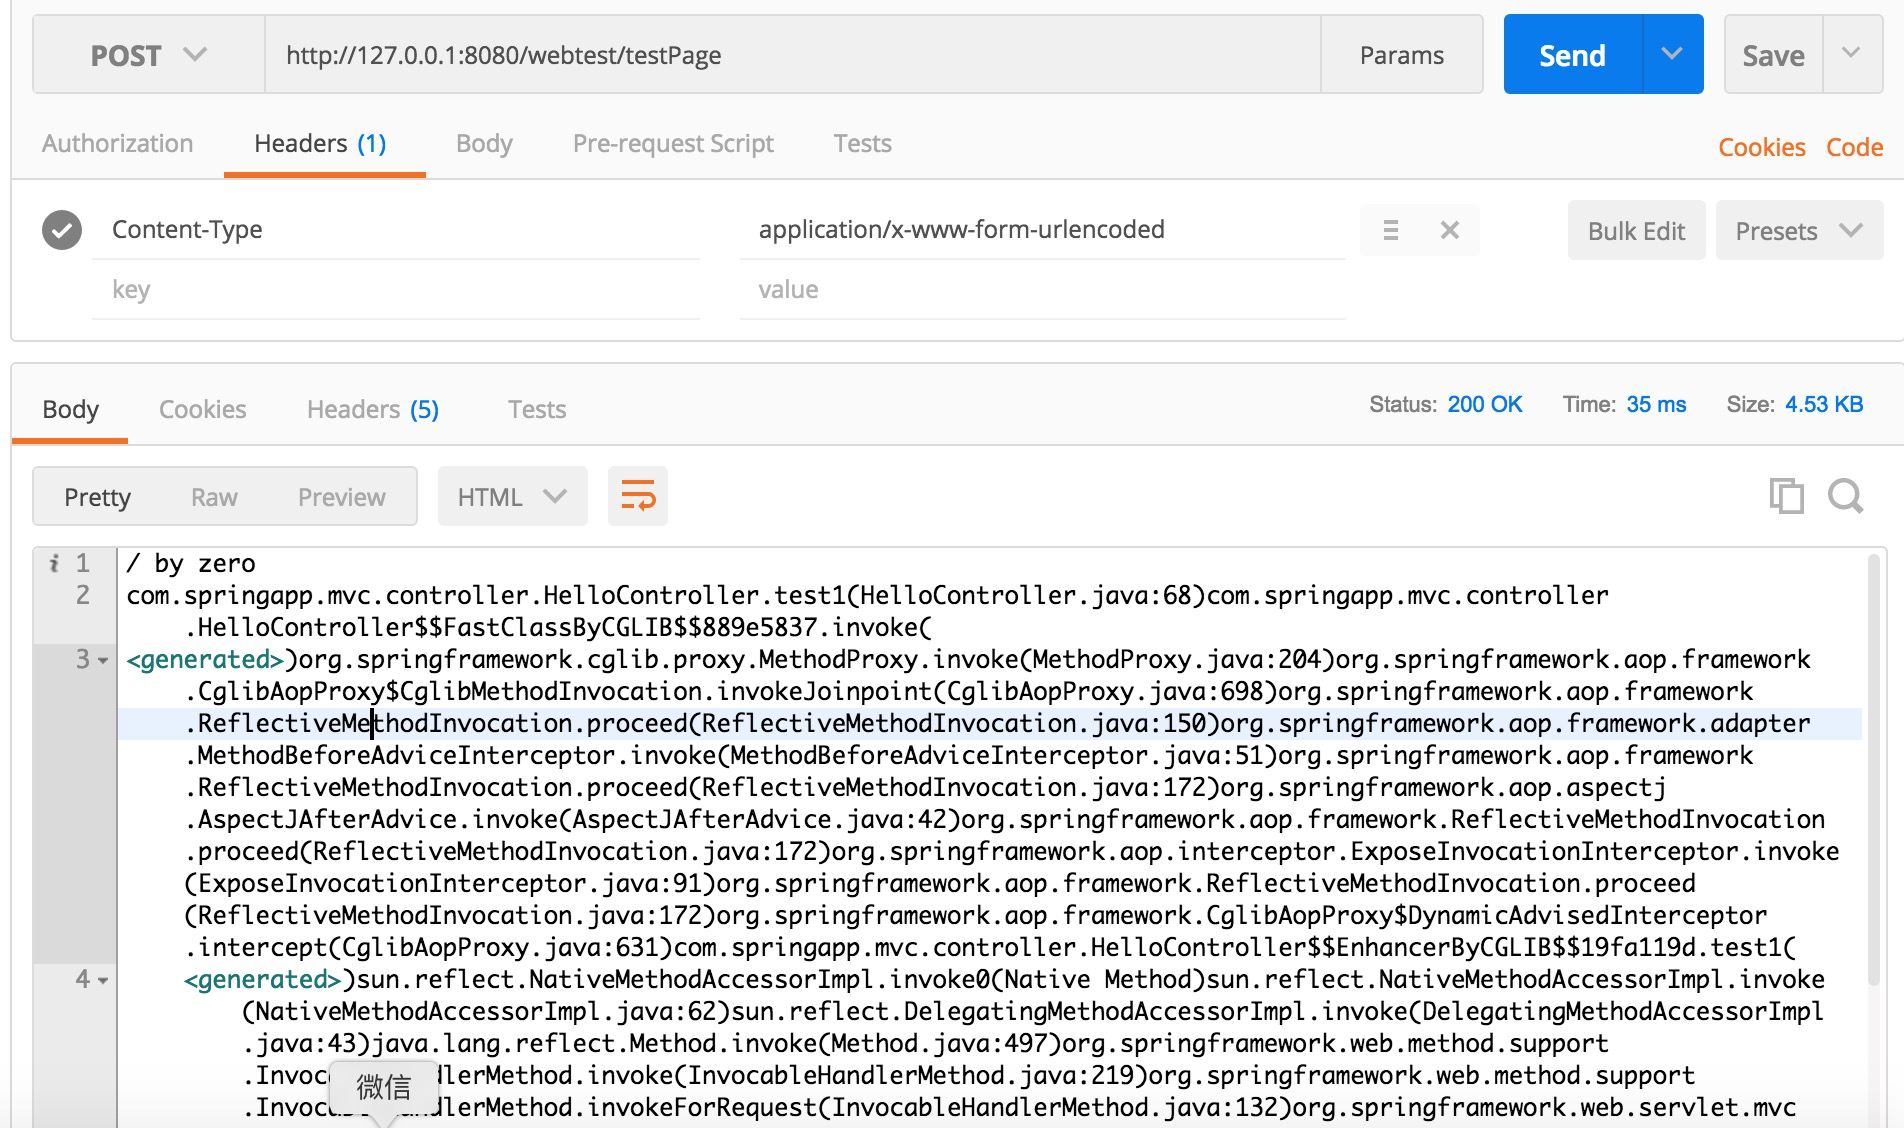 POST http://127.0.0.1:8080/webtest/testPage Params Send Save
Authorization Headers (1) Body Pre-request Script Tests Cookies Code
Content-Type application/x-www-form-urlencoded Bulk Edit Presets
key value
Body Cookies Headers (5) Tests Status: 200 OK Time: 35 ms Size: 4.53 KB
Pretty Raw Preview HTML
i 1 / by zero
2 com.springapp.mvc.controller.HelloController.test1(HelloController.java:68)com.springapp.mvc.controller
.HelloController$$FastClassByCGLIB$$889e5837.invoke(
3 <generated>)org.springframework.cglib.proxy.MethodProxy.invoke(MethodProxy.java:204)org.springframework.aop.framework
.CglibAopProxy$CglibMethodInvocation.invokeJoinpoint(CglibAopProxy.java:698)org.springframework.aop.framework
.ReflectiveMethodInvocation.proceed(ReflectiveMethodInvocation.java:150)org.springframework.aop.framework.adapter
.MethodBeforeAdviceInterceptor.invoke(MethodBeforeAdviceInterceptor.java:51)org.springframework.aop.framework
.ReflectiveMethodInvocation.proceed(ReflectiveMethodInvocation.java:172)org.springframework.aop.aspectj
.AspectJAfterAdvice.invoke(AspectJAfterAdvice.java:42)org.springframework.aop.framework.ReflectiveMethodInvocation
.proceed(ReflectiveMethodInvocation.java:172)org.springframework.aop.interceptor.ExposeInvocationInterceptor.invoke
(ExposeInvocationInterceptor.java:91)org.springframework.aop.framework.ReflectiveMethodInvocation.proceed
(ReflectiveMethodInvocation.java:172)org.springframework.aop.framework.CglibAopProxy$DynamicAdvisedInterceptor
.intercept(CglibAopProxy.java:631)com.springapp.mvc.controller.HelloController$$EnhancerByCGLIB$$19fa119d.test1(
4 <generated>)sun.reflect.NativeMethodAccessorImpl.invoke0(Native Method)sun.reflect.NativeMethodAccessorImpl.invoke
(NativeMethodAccessorImpl.java:62)sun.reflect.DelegatingMethodAccessorImpl.invoke(DelegatingMethodAccessorImpl
.java:43)java.lang.reflect.Method.invoke(Method.java:497)org.springframework.web.method.support
.Invoc dlerMethod.invoke(InvocableHandlerMethod.java:219)org.springframework.web.method.support
微信
.InvocableHandlerMethod.invokeForRequest(InvocableHandlerMethod.java:132)org.springframework.web.servlet.mvc